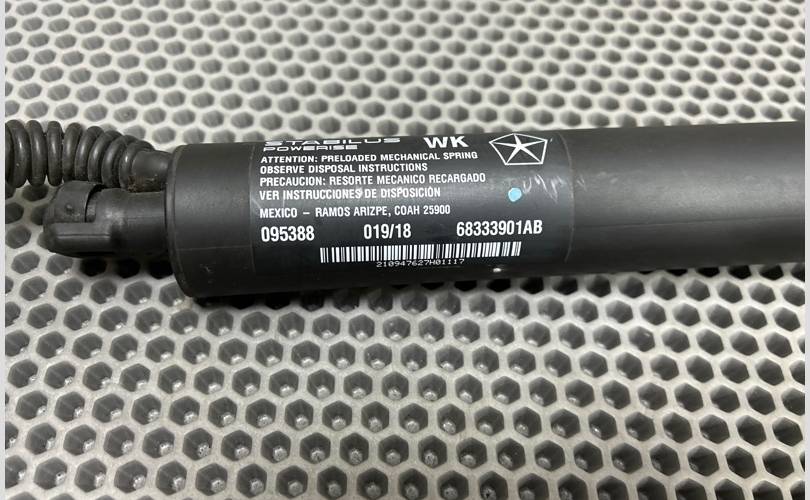 STABILUS WK
POWERISE
ATTENTION: PRELOADED MECHANICAL SPRING
OBSERVE DISPOSAL INSTRUCTIONS
PRECAUCION: RESORTE MECANICO RECARGADO
VER INSTRUCCIONES DE DISPOSICIÓN
MEXICO – RAMOS ARIZPE, COAH 25900
095388 019/18 68333901AB
210947627H01117